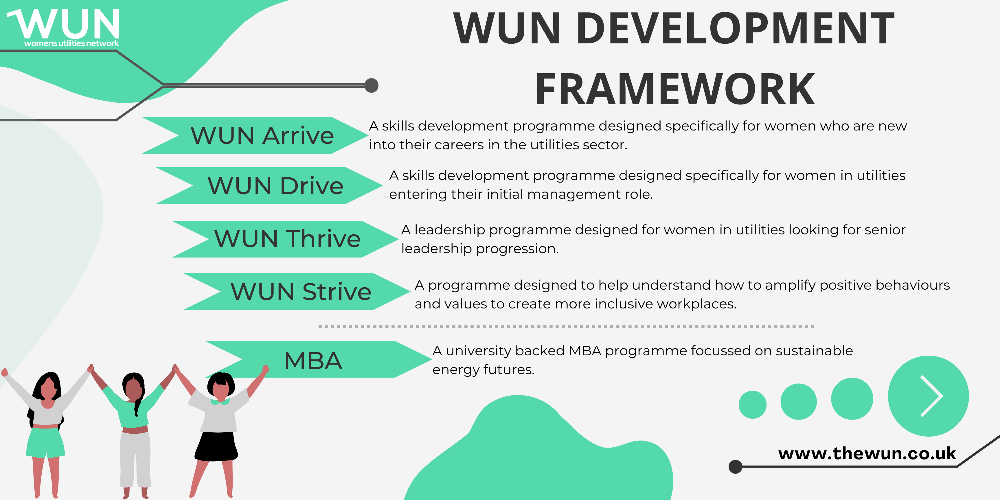 WUN
womens utilities network
WUN DEVELOPMENT
FRAMEWORK
WUN Arrive
A skills development programme designed specifically for women who are new
into their careers in the utilities sector.
WUN Drive
A skills development programme designed specifically for women in utilities
entering their initial management role.
WUN Thrive
A leadership programme designed for women in utilities looking for senior
leadership progression.
WUN Strive
A programme designed to help understand how to amplify positive behaviours
and values to create more inclusive workplaces.
MBA
A university backed MBA programme focussed on sustainable
energy futures.
www.thewun.co.uk